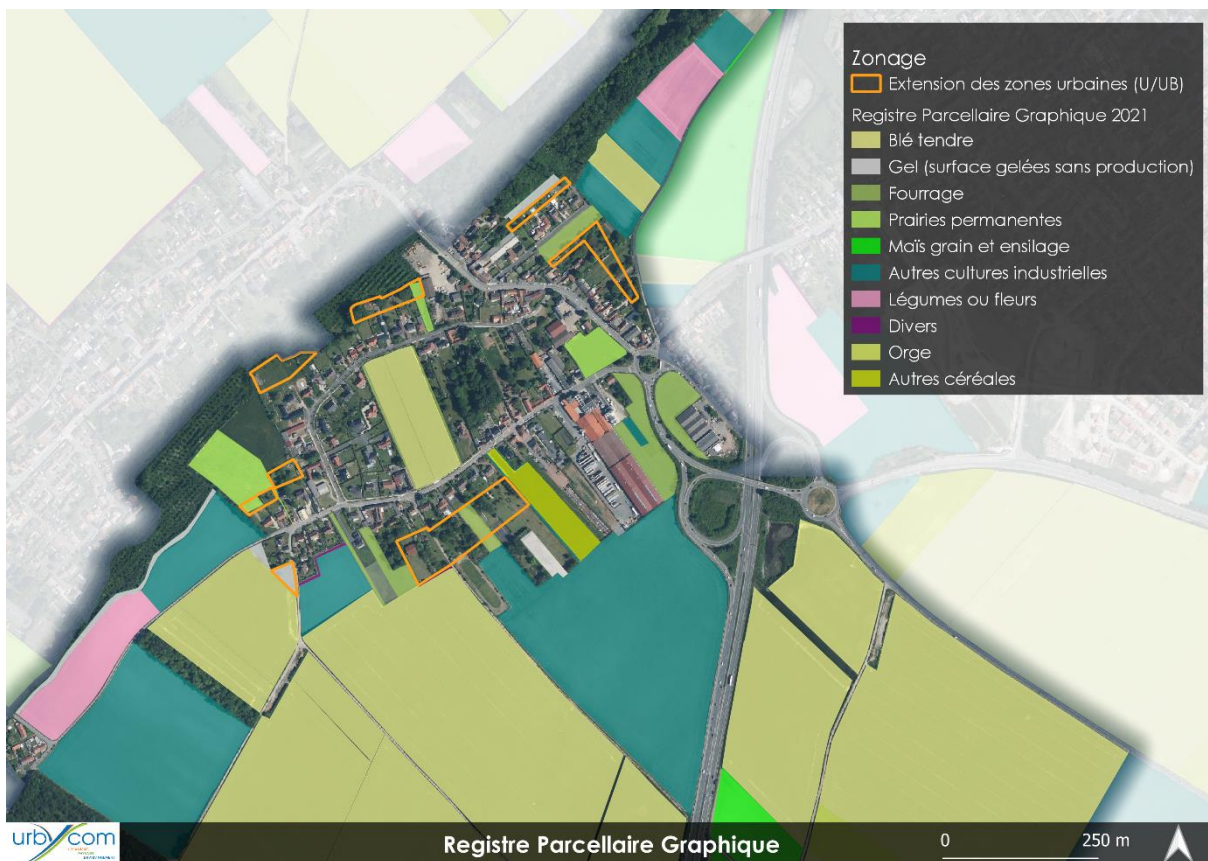 Zonage
Extension des zones urbaines (U/UB)
Registre Parcellaire Graphique 2021
Blé tendre
Gel (surface gelées sans production)
Fourrage
Prairies permanentes
Maïs grain et ensilage
Autres cultures industrielles
Légumes ou fleurs
Divers
Orge
Autres céréales
urbycom
Registre Parcellaire Graphique
0 250 m